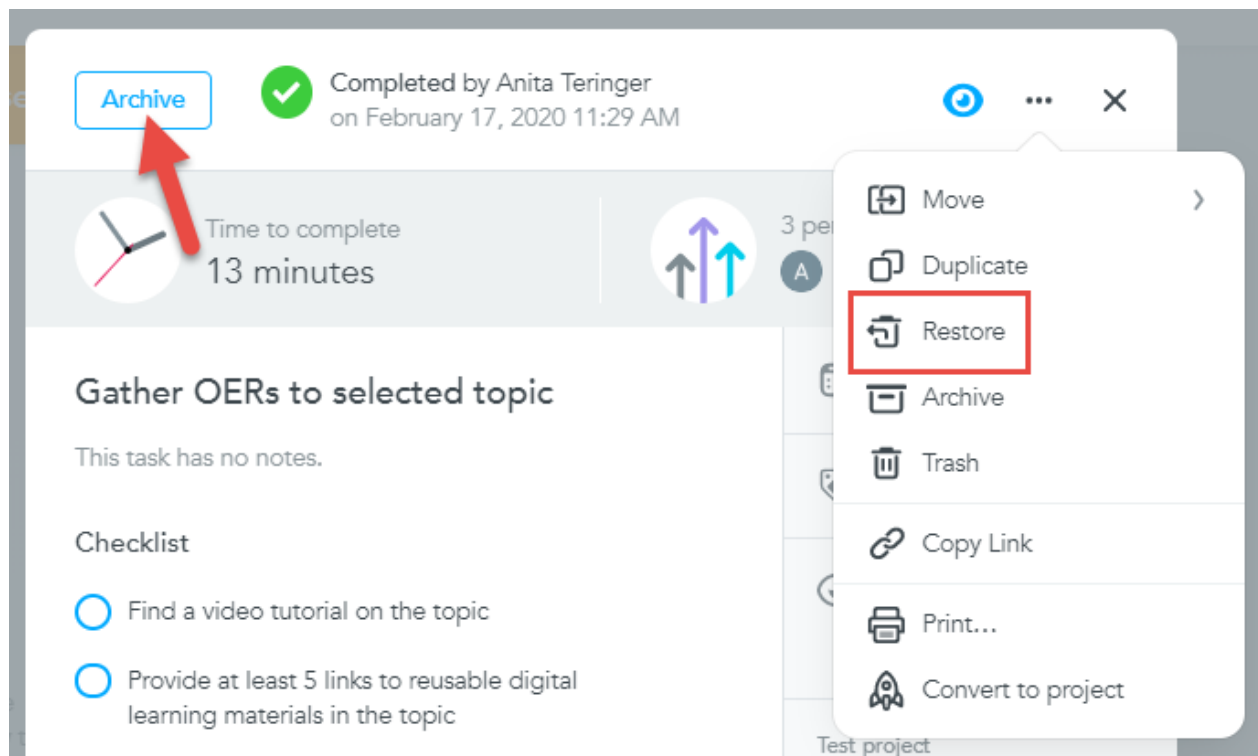 Archive
Completed by Anita Teringer
on February 17, 2020 11:29 AM
Time to complete
13 minutes
3
A
Move
Duplicate
Restore
Archive
Trash
Copy Link
Print...
Convert to project
Gather OERs to selected topic
This task has no notes.
Checklist
Find a video tutorial on the topic
Provide at least 5 links to reusable digital
learning materials in the topic
Test project